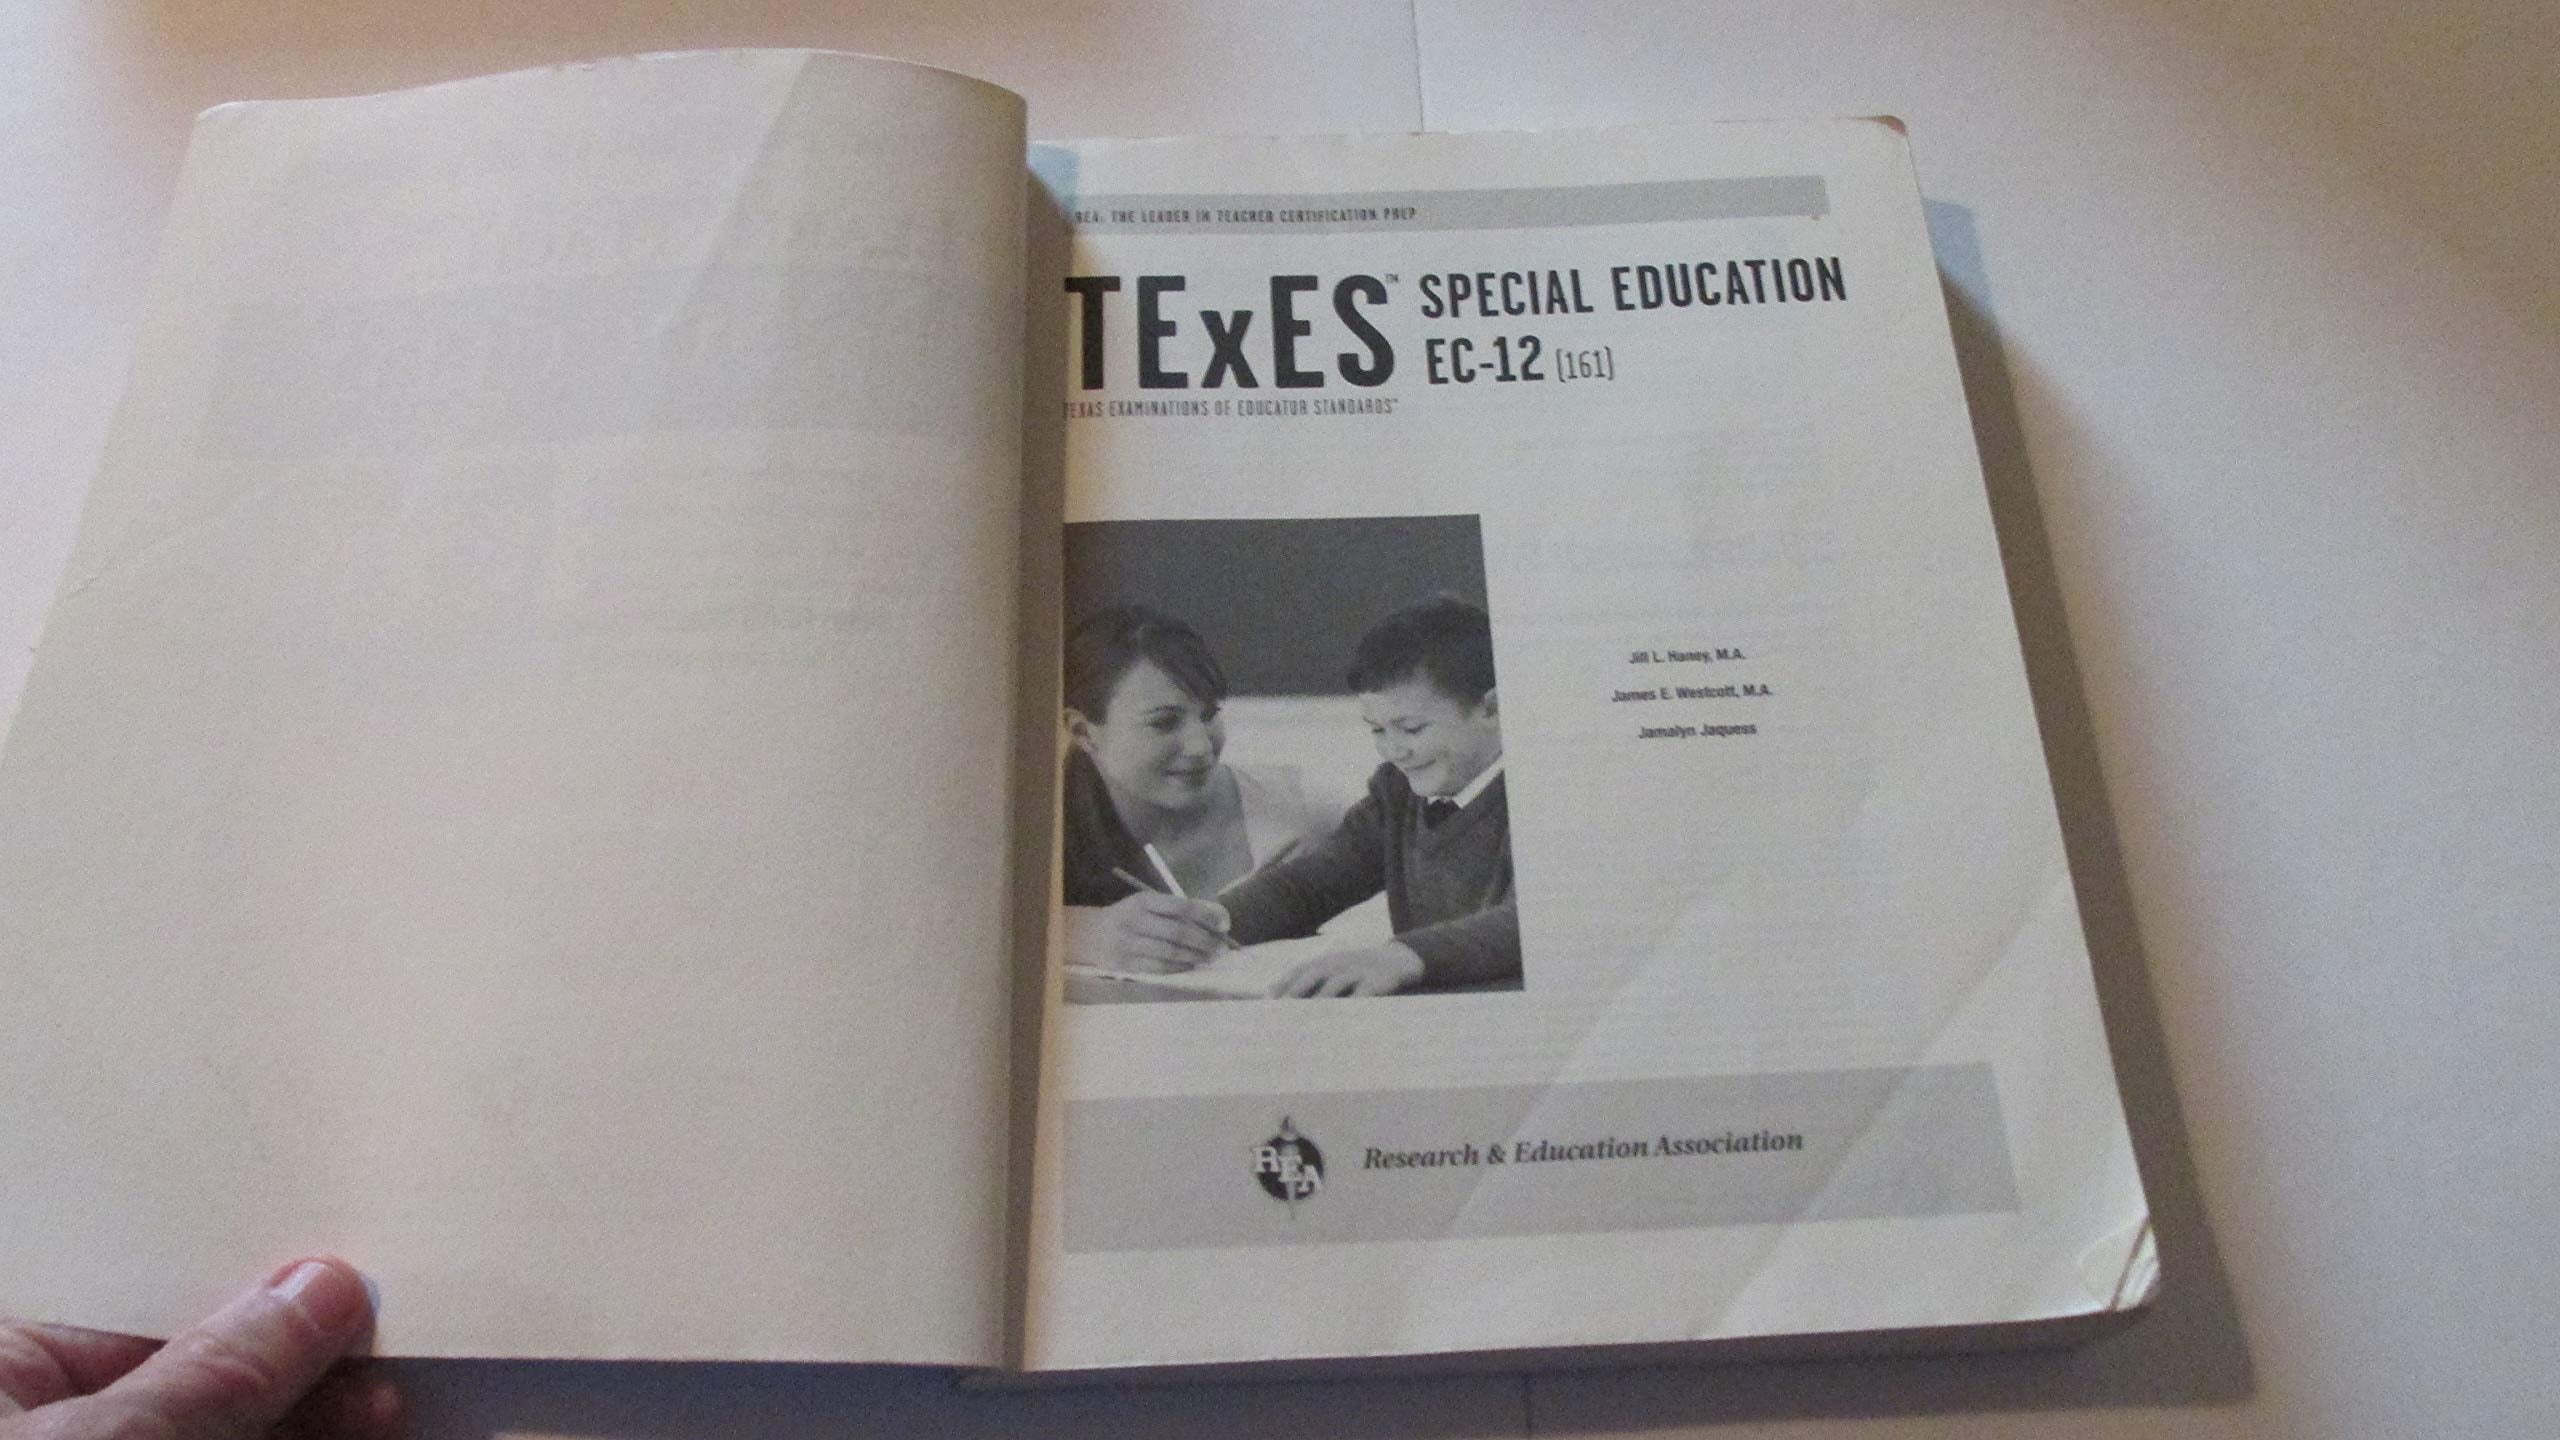 REA: THE LEADER IN TEACHER CERTIFICATION PREP
TExES™ SPECIAL EDUCATION
EC-12 (161)
TEXAS EXAMINATIONS OF EDUCATOR STANDARDS™
Jill L. Haney, M.A.
James E. Westcott, M.A.
Jamalyn Jaquess
REA Research & Education Association